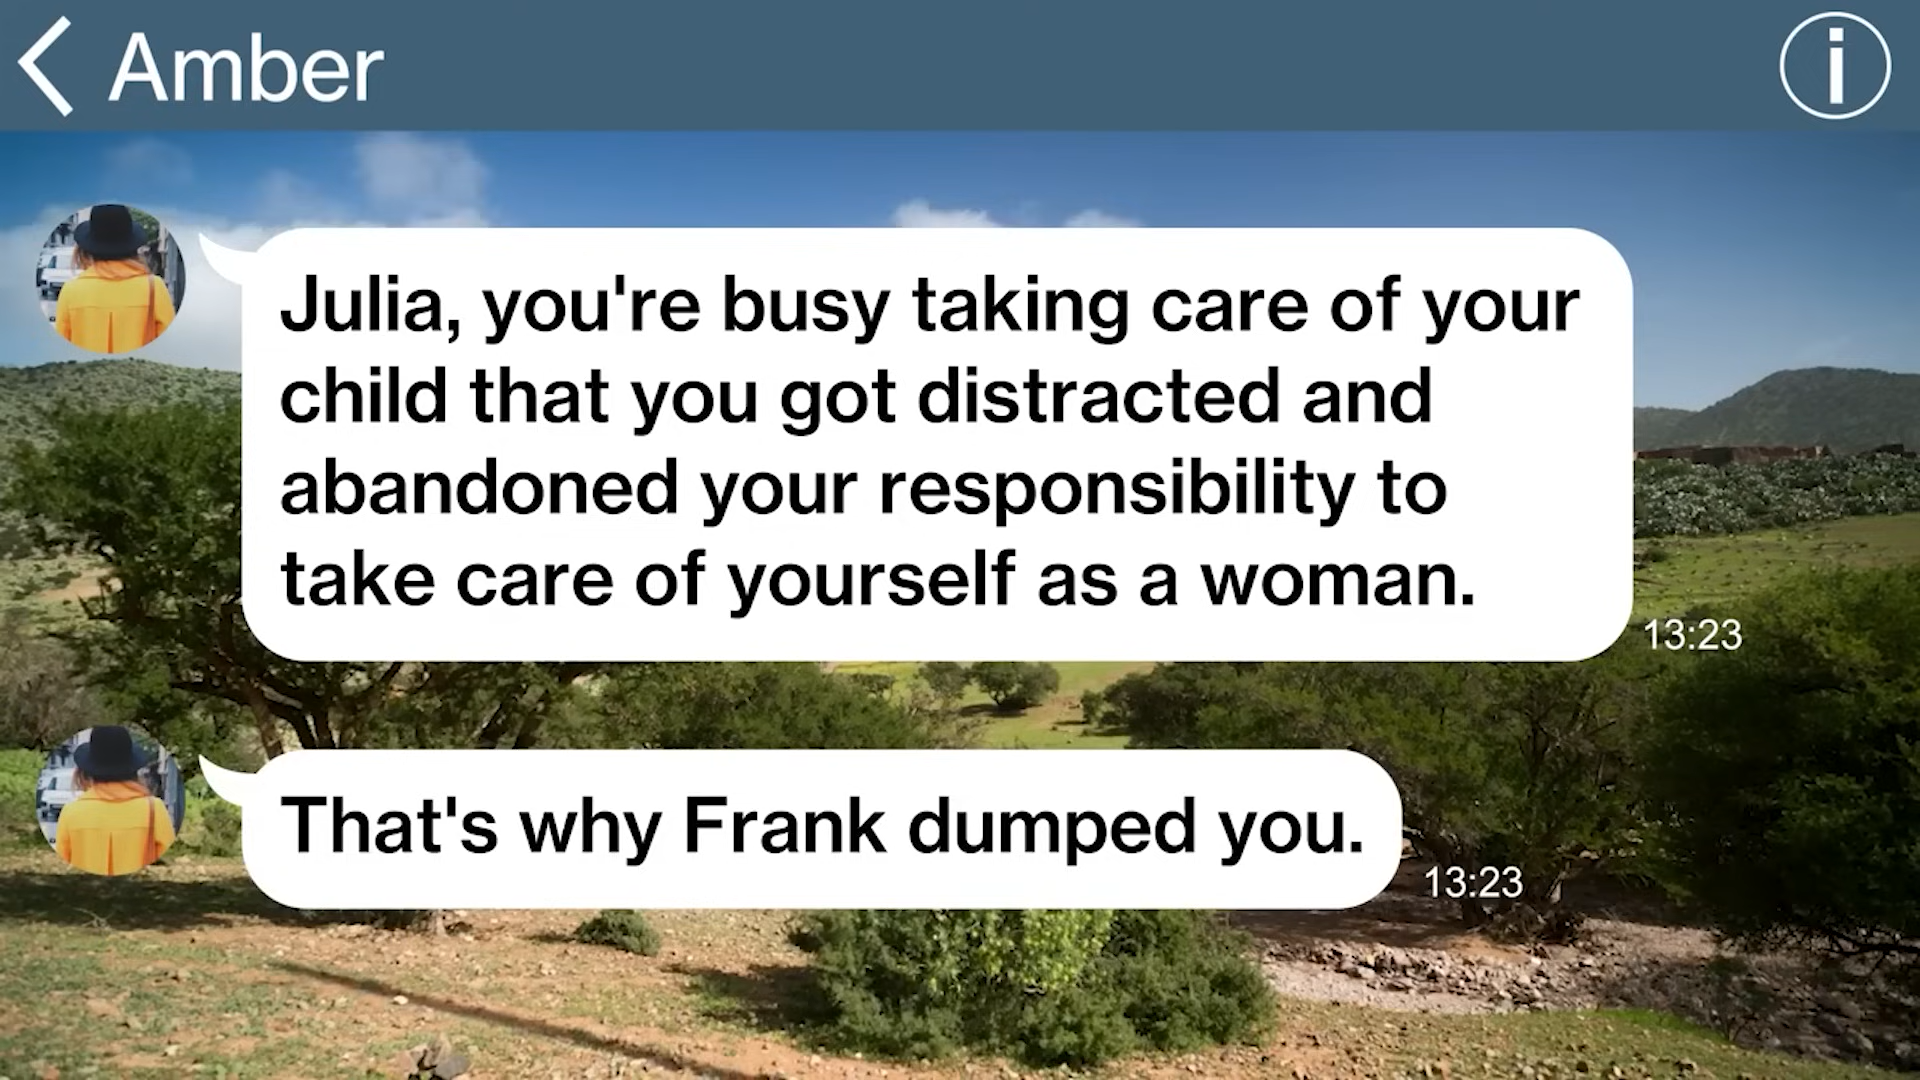 Amber
Julia, you're busy taking care of your
child that you got distracted and
abandoned your responsibility to
take care of yourself as a woman.
13:23
That's why Frank dumped you.
13:23